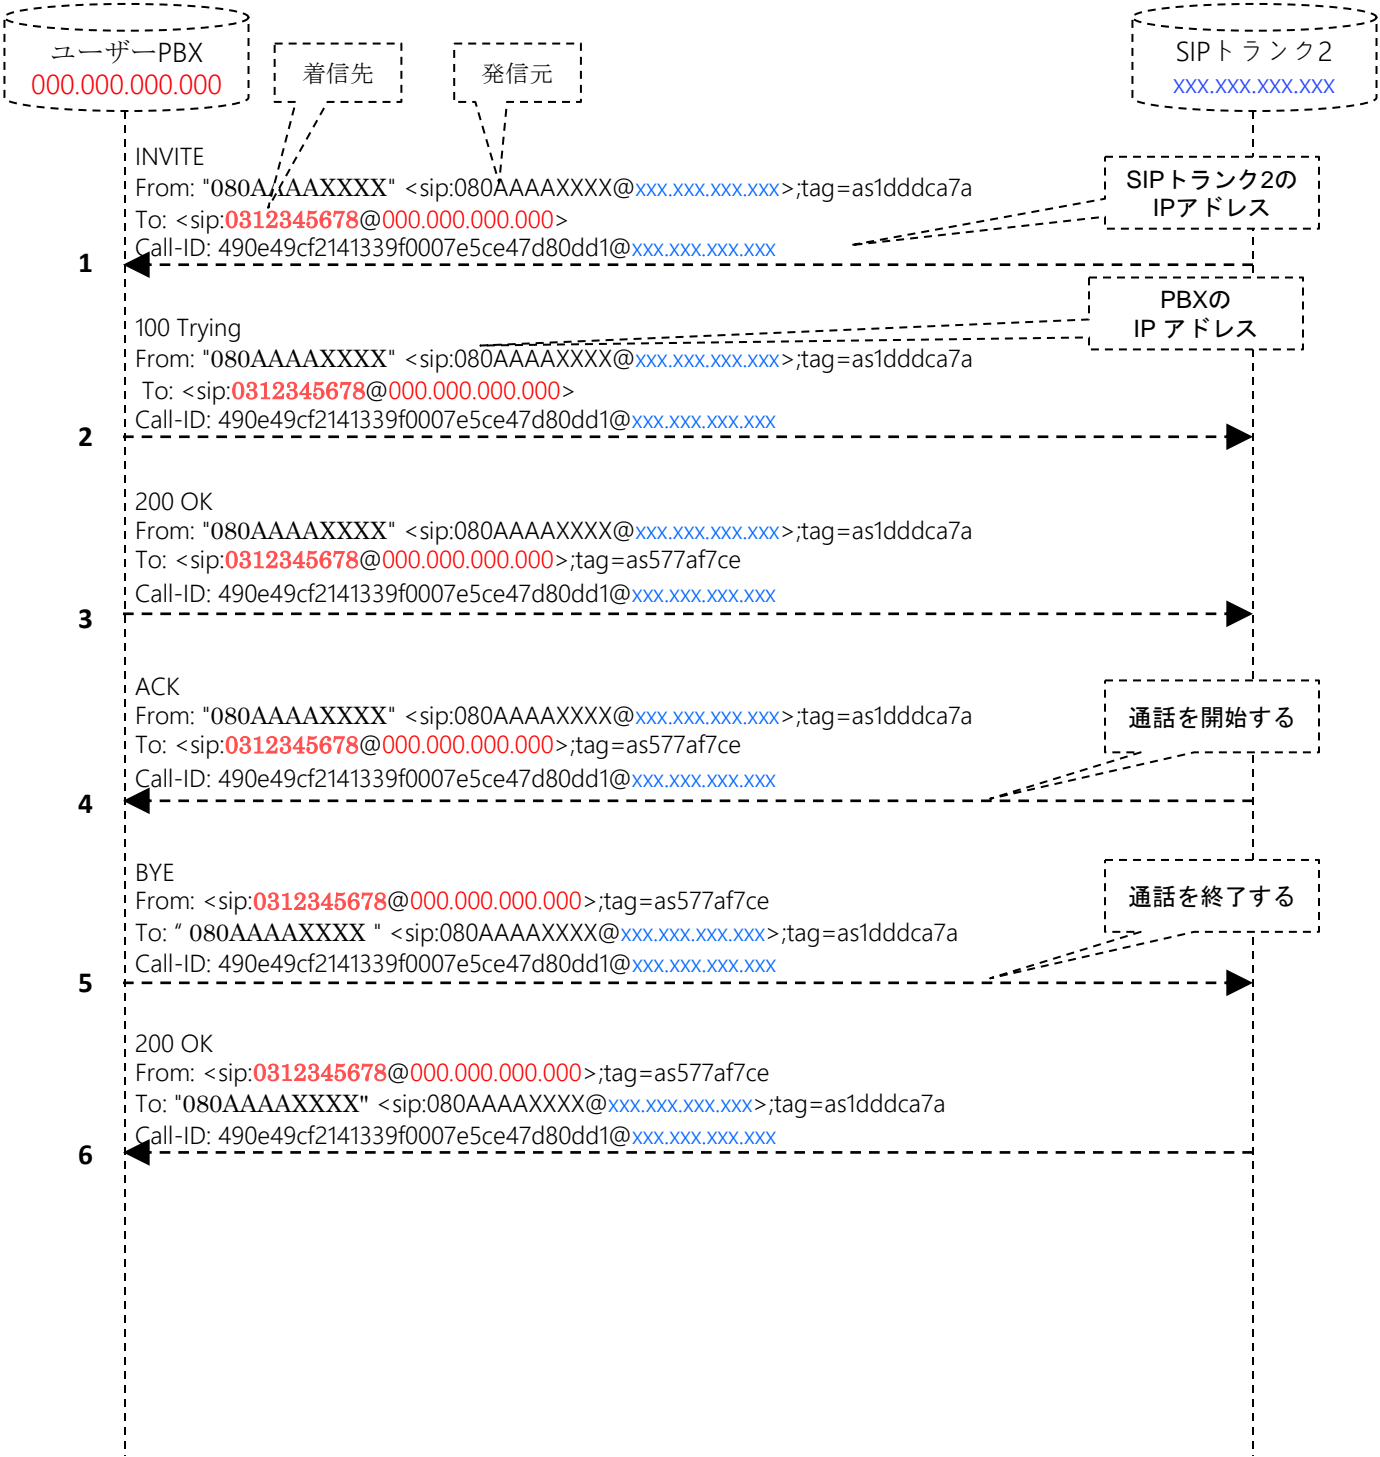 ユーザーPBX
000.000.000.000
着信先
発信元
SIPトランク2
xxx.xxx.xxx.xxx
INVITE
From: "080AAAAXXXX" <sip:080AAAAXXXX@xxx.xxx.xxx.xxx>;tag=as1dddca7a
To: <sip:0312345678@000.000.000.000>
Call-ID: 490e49cf2141339f0007e5ce47d80dd1@xxx.xxx.xxx.xxx
SIPトランク2の
IPアドレス
1
PBXの
IP アドレス
100 Trying
From: "080AAAAXXXX" <sip:080AAAAXXXX@xxx.xxx.xxx.xxx>;tag=as1dddca7a
To: <sip:0312345678@000.000.000.000>
Call-ID: 490e49cf2141339f0007e5ce47d80dd1@xxx.xxx.xxx.xxx
2
200 OK
From: "080AAAAXXXX" <sip:080AAAAXXXX@xxx.xxx.xxx.xxx>;tag=as1dddca7a
To: <sip:0312345678@000.000.000.000>;tag=as577af7ce
Call-ID: 490e49cf2141339f0007e5ce47d80dd1@xxx.xxx.xxx.xxx
3
ACK
From: "080AAAAXXXX" <sip:080AAAAXXXX@xxx.xxx.xxx.xxx>;tag=as1dddca7a
To: <sip:0312345678@000.000.000.000>;tag=as577af7ce
Call-ID: 490e49cf2141339f0007e5ce47d80dd1@xxx.xxx.xxx.xxx
通話を開始する
4
BYE
From: <sip:0312345678@000.000.000.000>;tag=as577af7ce
To: “ 080AAAAXXXX " <sip:080AAAAXXXX@xxx.xxx.xxx.xxx>;tag=as1dddca7a
Call-ID: 490e49cf2141339f0007e5ce47d80dd1@xxx.xxx.xxx.xxx
通話を終了する
5
200 OK
From: <sip:0312345678@000.000.000.000>;tag=as577af7ce
To: "080AAAAXXXX" <sip:080AAAAXXXX@xxx.xxx.xxx.xxx>;tag=as1dddca7a
Call-ID: 490e49cf2141339f0007e5ce47d80dd1@xxx.xxx.xxx.xxx
6